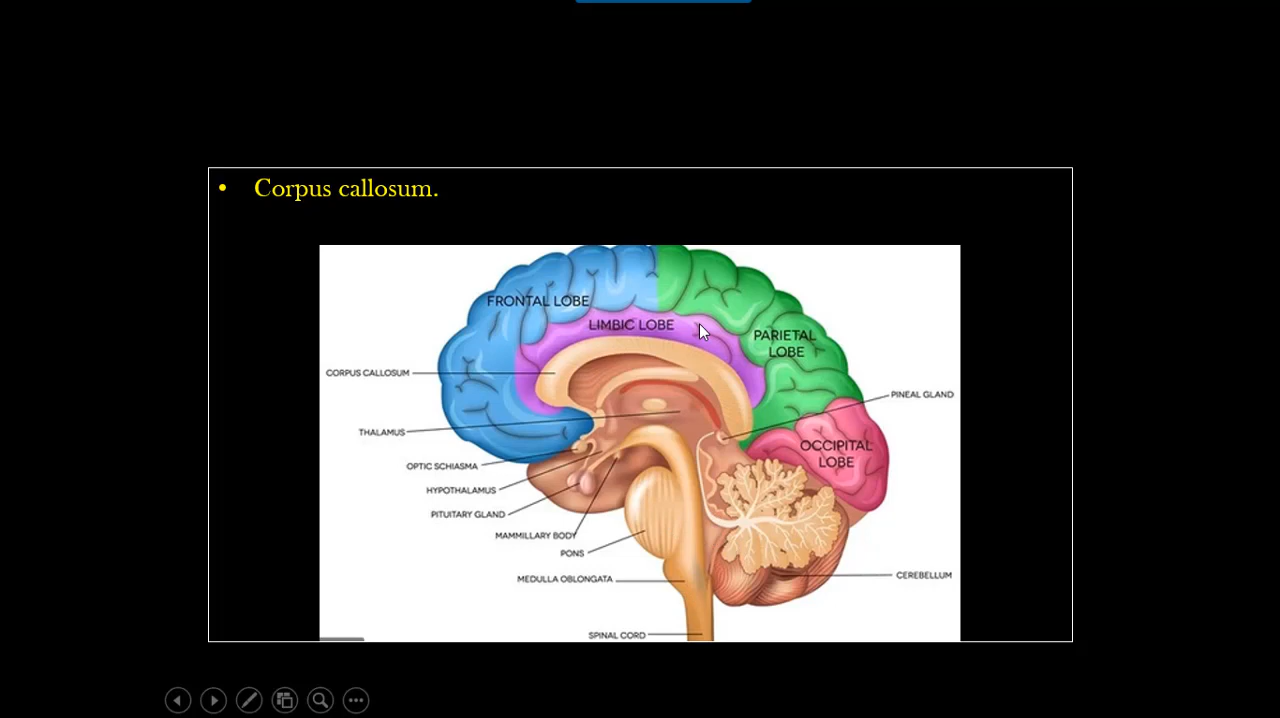 • Corpus callosum.
FRONTAL LOBE
LIMBIC LOBE
PARIETAL
LOBE
CORPUS CALLOSUM
PINEAL GLAND
THALAMUS
OCCIPITAL
LOBE
OPTIC SCHIASMA
HYPOTHALAMUS
PITUITARY GLAND
MAMMILLARY BODY
PONS
MEDULLA OBLONGATA
CEREBELLUM
SPINAL CORD